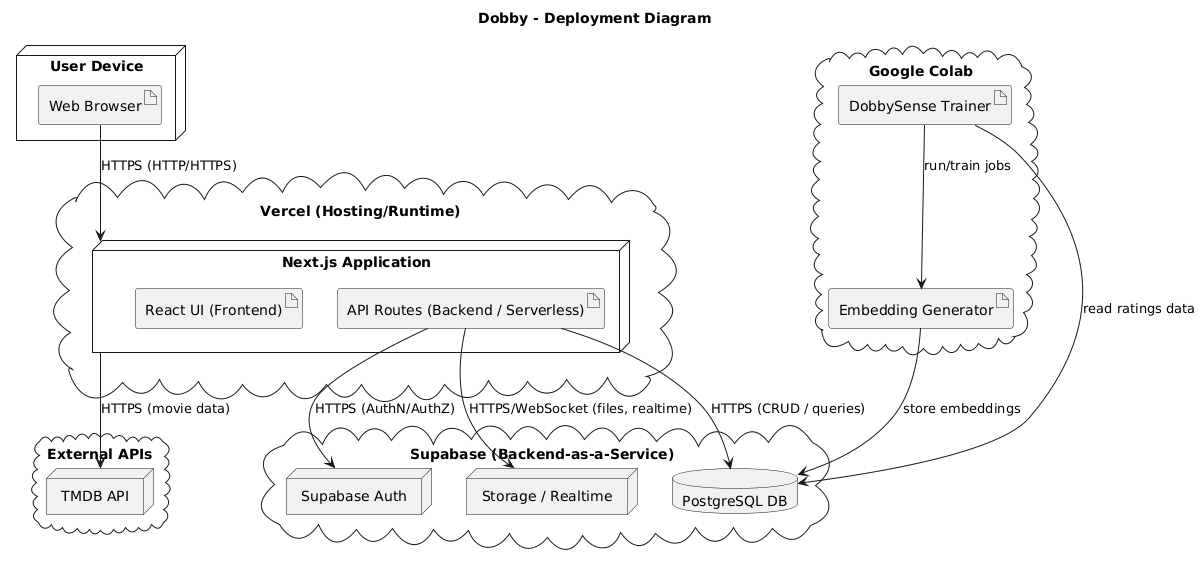 Dobby - Deployment Diagram
User Device
Web Browser
Google Colab
DobbySense Trainer
HTTPS (HTTP/HTTPS)
run/train jobs
Vercel (Hosting/Runtime)
Next.js Application
React UI (Frontend)
API Routes (Backend / Serverless)
Embedding Generator
read ratings data
HTTPS (movie data)
HTTPS (AuthN/AuthZ)
HTTPS/WebSocket (files, realtime)
HTTPS (CRUD / queries)
store embeddings
External APIs
TMDB API
Supabase (Backend-as-a-Service)
Supabase Auth
Storage / Realtime
PostgreSQL DB